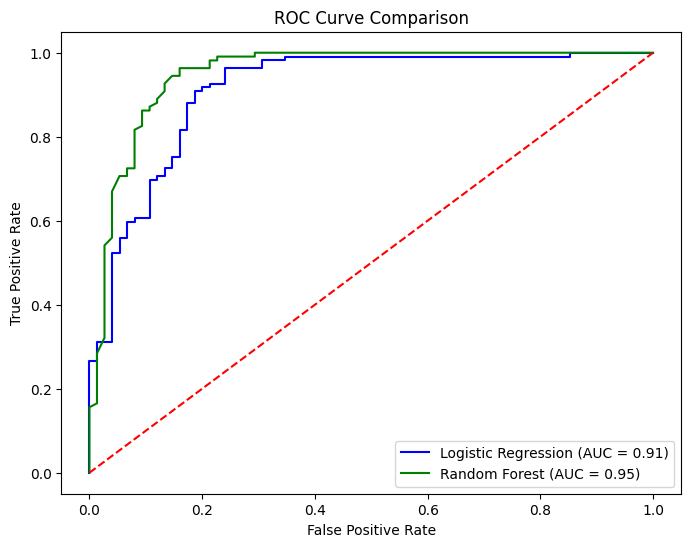 ROC Curve Comparison
True Positive Rate
1.0
0.8
0.6
0.4
0.2
0.0
Logistic Regression (AUC = 0.91)
Random Forest (AUC = 0.95)
0.0 0.2 0.4 0.6 0.8 1.0
False Positive Rate